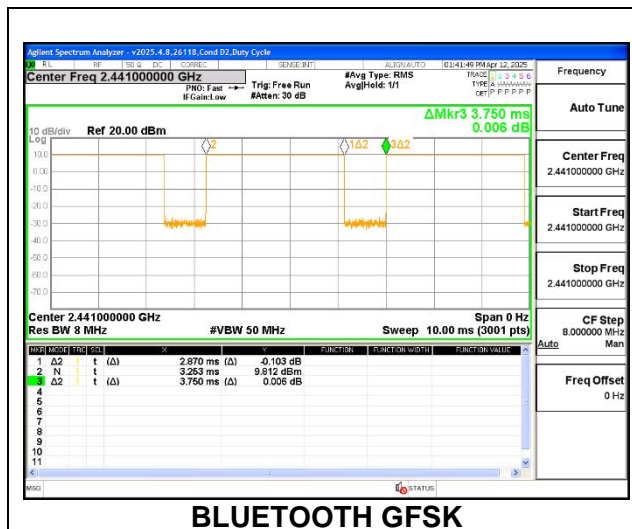 Agilent Spectrum Analyzer - v2025.4.8,26118,Cond D2,Duty Cycle
RL RF 50 Ω DC CORREC SENSE:INT ALIGN AUTO 01:41:49 PM Apr 12, 2025
Center Freq 2.441000000 GHz
PNO: Fast
IFGain:Low
Trig: Free Run
#Atten: 30 dB
#Avg Type: RMS
Avg|Hold: 1/1
TRACE 1 2 3 4 5 6
TYPE A
DET P P P P P P
ΔMkr3 3.750 ms
0.006 dB
10 dB/div Ref 20.00 dBm
Log
2 1Δ2 3Δ2
10.0
0.00
-10.0
-20.0
-30.0
-40.0
-50.0
-60.0
-70.0
Center 2.441000000 GHz Span 0 Hz
Res BW 8 MHz #VBW 50 MHz Sweep 10.00 ms (3001 pts)
MKR MODE TRC SCL X Y FUNCTION FUNCTION WIDTH FUNCTION VALUE
1 Δ2 1 t (Δ) 2.870 ms (Δ) -0.103 dB
2 N 1 t 3.253 ms 9.812 dBm
3 Δ2 1 t (Δ) 3.750 ms (Δ) 0.006 dB
4
5
6
7
8
9
10
11
MSG STATUS
Frequency
Auto Tune
Center Freq
2.441000000 GHz
Start Freq
2.441000000 GHz
Stop Freq
2.441000000 GHz
CF Step
8.000000 MHz
Auto Man
Freq Offset
0 Hz
BLUETOOTH GFSK